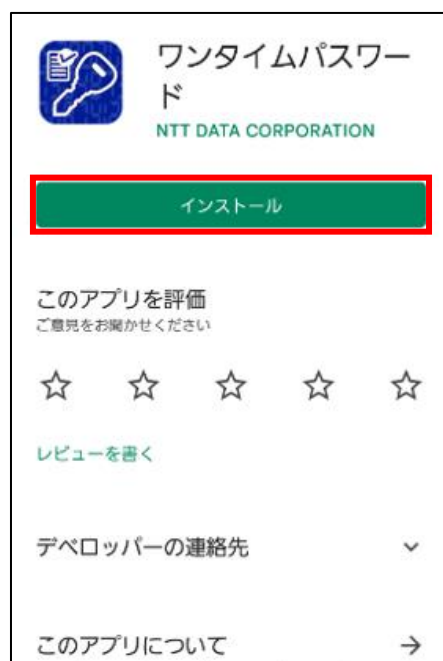 ワンタイムパスワー
ド
NTT DATA CORPORATION
インストール
このアプリを評価
ご意見をお聞かせください
レビューを書く
デベロッパーの連絡先
このアプリについて